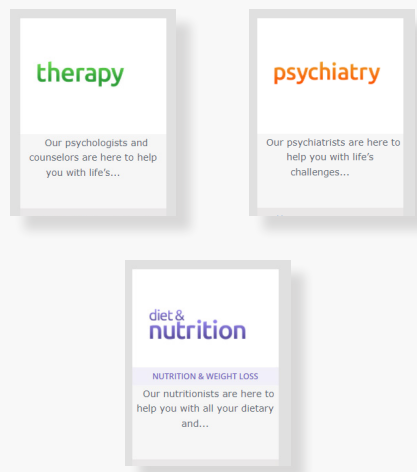 therapy
Our psychologists and
counselors are here to help
you with life's...
psychiatry
Our psychiatrists are here to
help you with life's
challenges...
diet &
nutrition
NUTRITION & WEIGHT LOSS
Our nutritionists are here to
help you with all your dietary
and...